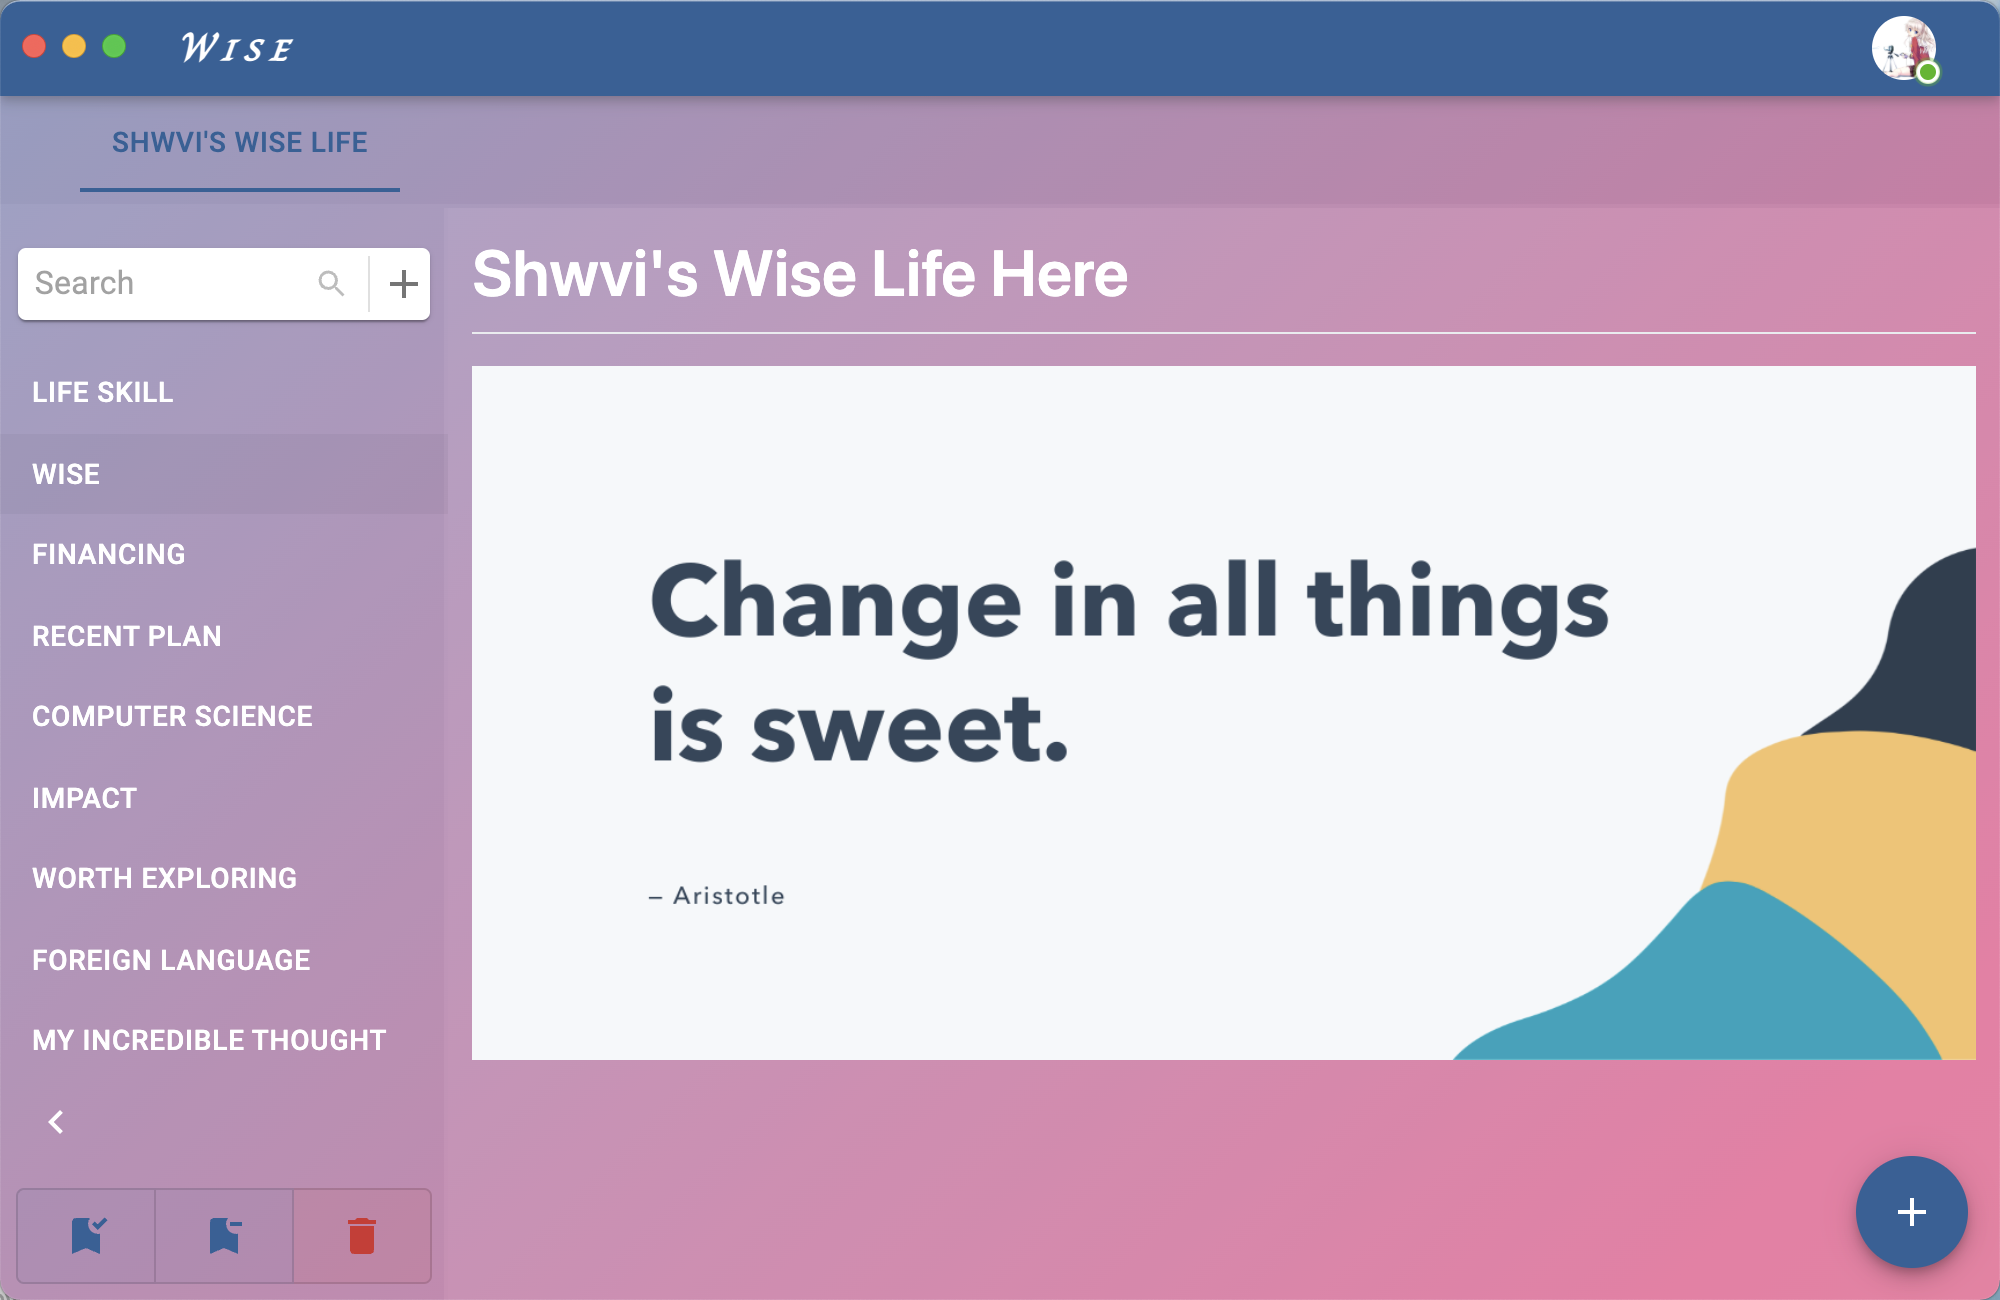 Wise
SHWVI'S WISE LIFE
Search
Shwvi's Wise Life Here
LIFE SKILL
WISE
FINANCING
RECENT PLAN
COMPUTER SCIENCE
IMPACT
WORTH EXPLORING
FOREIGN LANGUAGE
MY INCREDIBLE THOUGHT
Change in all things
is sweet.
– Aristotle